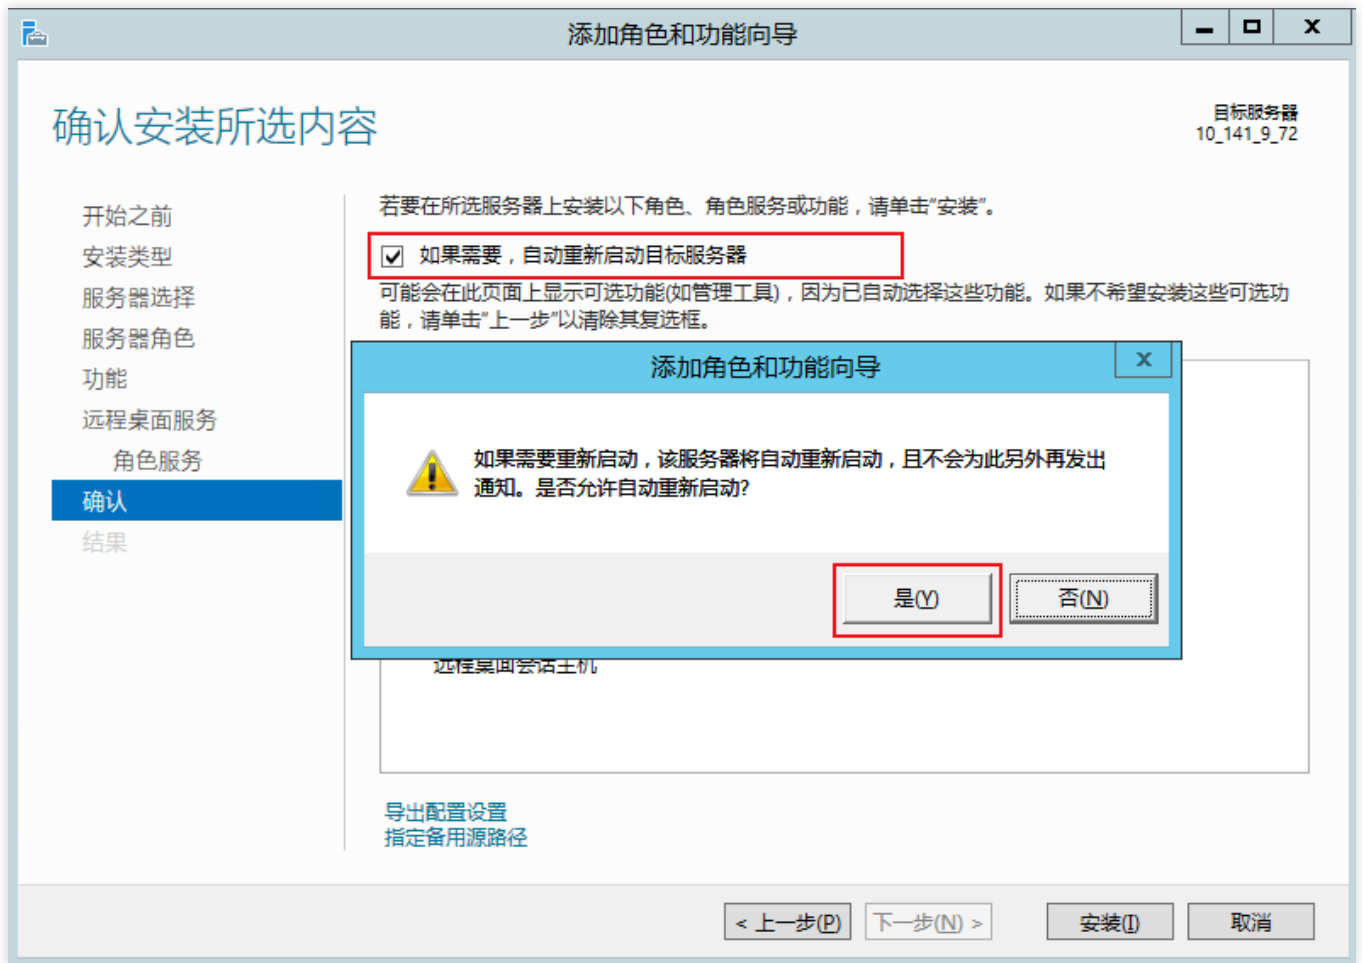 添加角色和功能向导
确认安装所选内容
目标服务器
10_141_9_72
开始之前
安装类型
服务器选择
服务器角色
功能
远程桌面服务
角色服务
确认
结果
若要在所选服务器上安装以下角色、角色服务或功能，请单击“安装”。
如果需要，自动重新启动目标服务器
可能会在此页面上显示可选功能(如管理工具)，因为已自动选择这些功能。如果不希望安装这些可选功
能，请单击“上一步”以清除其复选框。
添加角色和功能向导
X
如果需要重新启动，该服务器将自动重新启动，且不会为此另外再发出
通知。是否允许自动重新启动?
是(Y)
否(N)
远程桌面会话主机
导出配置设置
指定备用源路径
< 上一步(P)
下一步(N) >
安装(I)
取消